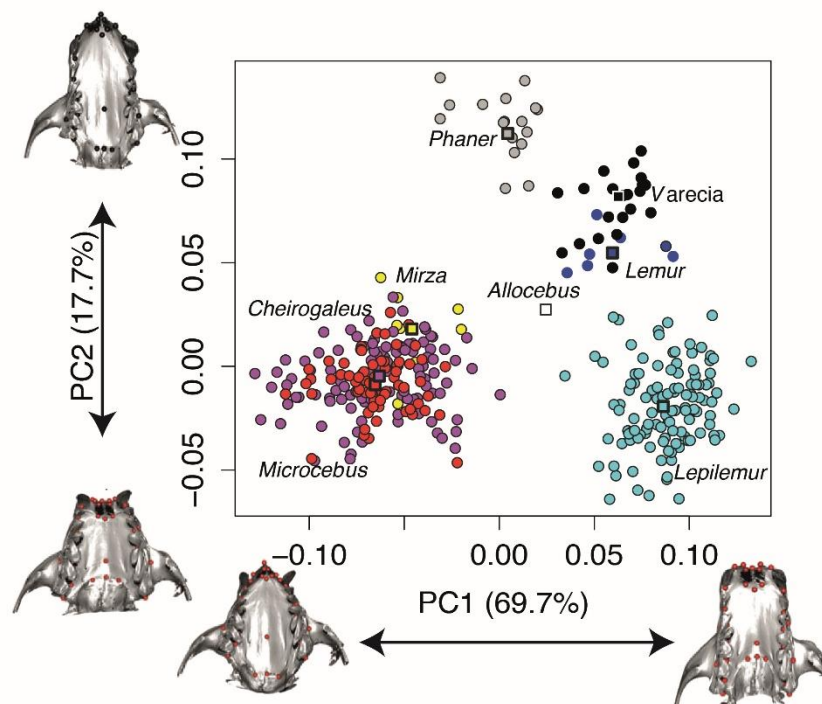 Phaner
Varecia
0.10
PC2 (17.7%)
0.05
Mirza
Lemur
Cheirogaleus
Allocebus
0.00
Microcebus
−0.05
Lepilemur
−0.10
0.00
0.05
0.10
PC1 (69.7%)